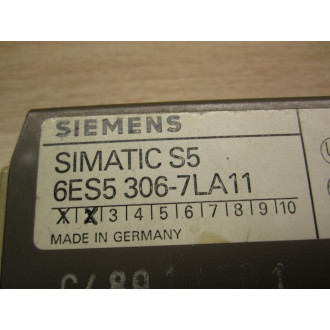 SIEMENS
SIMATIC S5
6ES5 306-7LA11
X X 3 4 5 6 7 8 9 10
MADE IN GERMANY